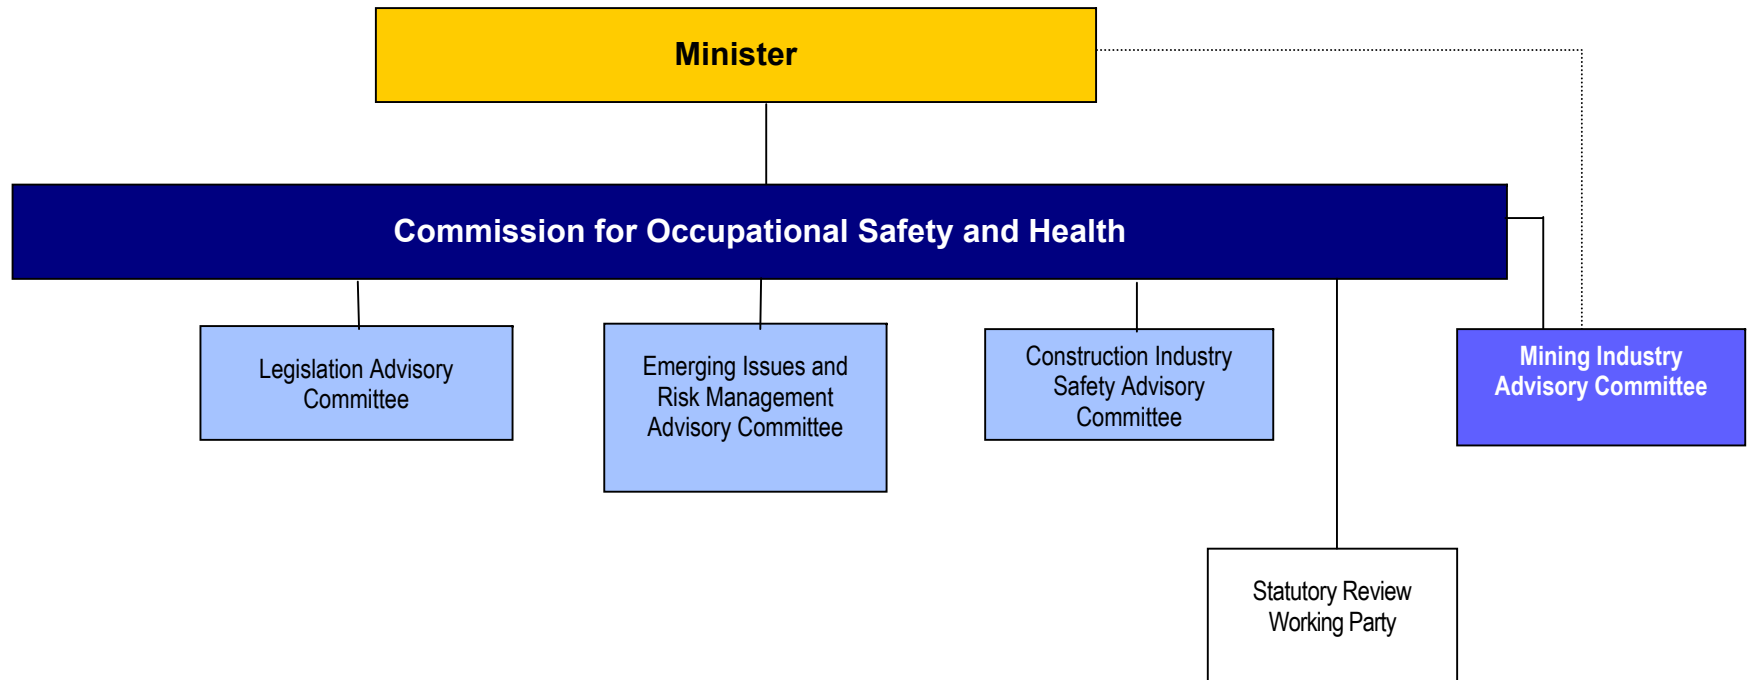 Minister
Commission for Occupational Safety and Health
Legislation Advisory
Committee
Emerging Issues and
Risk Management
Advisory Committee
Construction Industry
Safety Advisory
Committee
Mining Industry
Advisory Committee
Statutory Review
Working Party